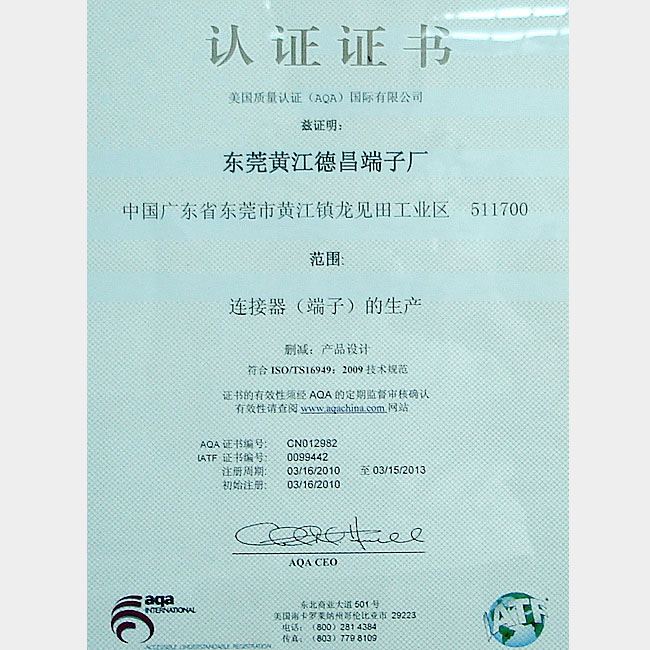 认证证书
美国质量认证（AQA）国际有限公司
兹证明：
东莞黄江德昌端子厂
中国广东省东莞市黄江镇龙见田工业区 511700
范围：
连接器（端子）的生产
删减：产品设计
符合 ISO/TS16949：2009 技术规范
证书的有效性须经 AQA 的定期监督审核确认
有效性请查阅 www.aqachina.com 网站
AQA 证书编号: CN012982
IATF 证书编号: 0099442
注册周期: 03/16/2010 至 03/15/2013
初始注册: 03/16/2010
AQA CEO
aqa
INTERNATIONAL
ACCESSIBLE UNDERSTANDABLE REGISTRATION
东北商业大道 501 号
美国南卡罗莱纳州哥伦比亚市 29223
电话：(800) 281 4384
传真：(803) 779 8109
IATF